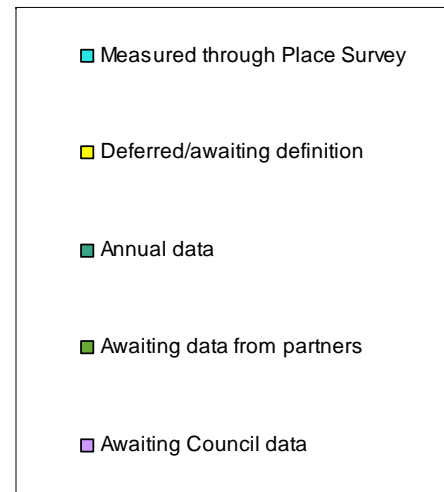 Measured through Place Survey
Deferred/awaiting definition
Annual data
Awaiting data from partners
Awaiting Council data